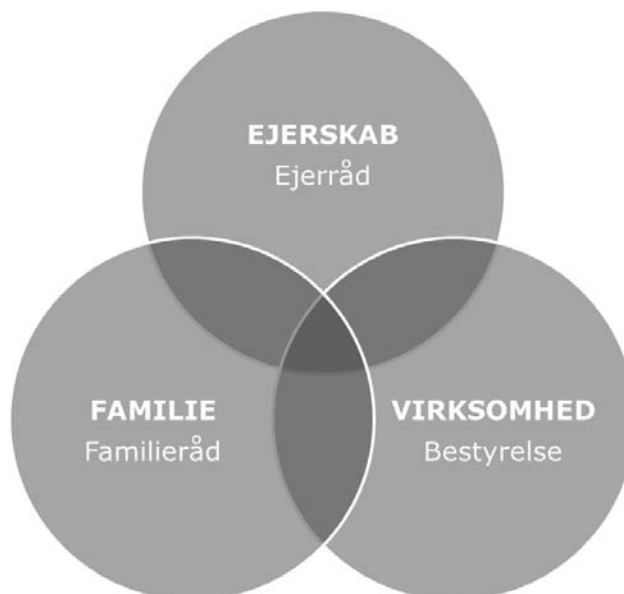 EJERSKAB
Ejerråd
FAMILIE
Familieråd
VIRKSOMHED
Bestyrelse